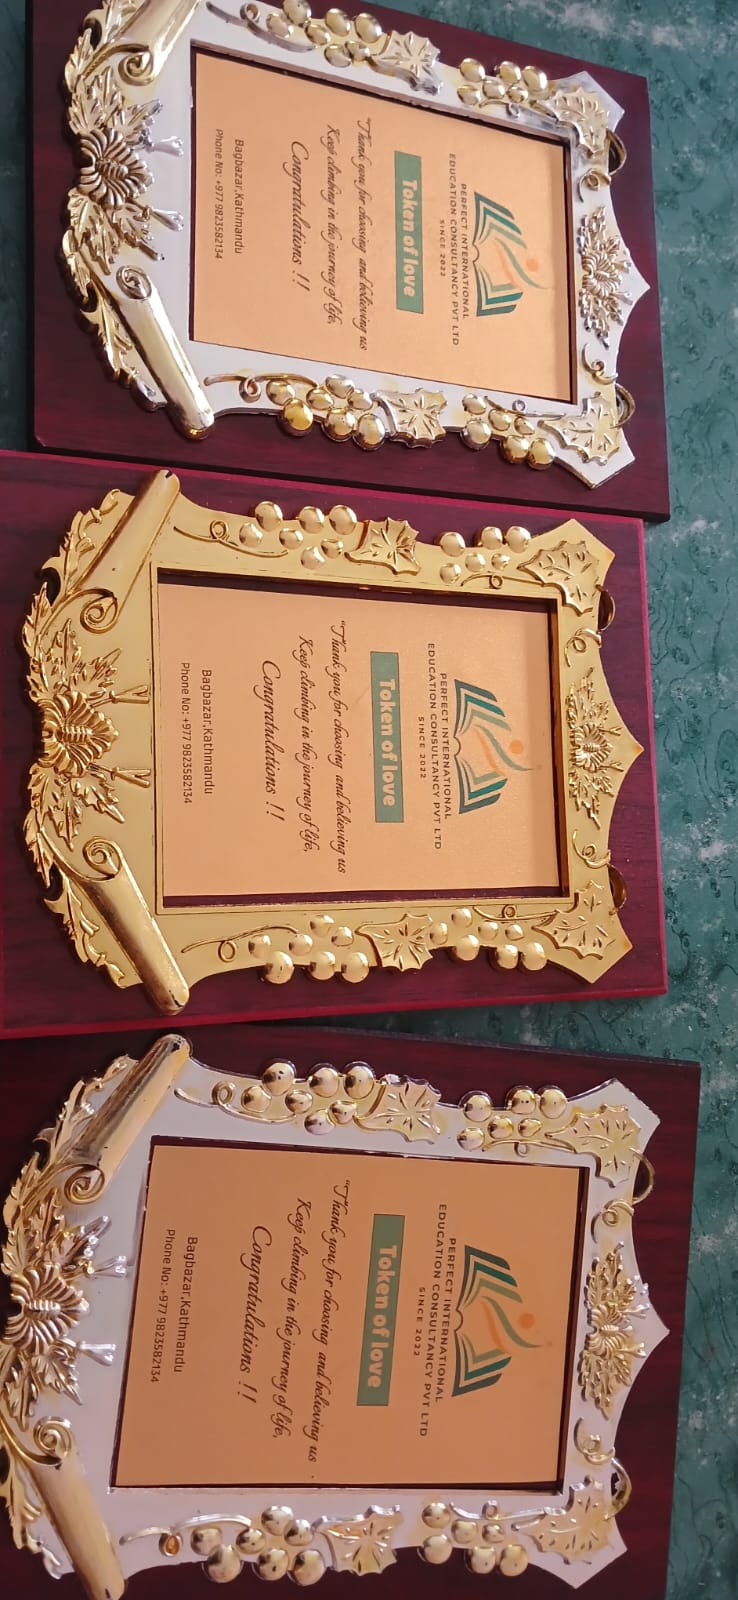 PERFECT INTERNATIONAL
EDUCATION CONSULTANCY PVT LTD
SINCE 2022
Token of love
"Thank you for choosing and believing us
Keep climbing in the journey of life,
Congratulations !!
Bagbazar,Kathmandu
Phone No: +977 9823582134
PERFECT INTERNATIONAL
EDUCATION CONSULTANCY PVT LTD
SINCE 2022
Token of love
"Thank you for choosing and believing us
Keep climbing in the journey of life,
Congratulations !!
Bagbazar,Kathmandu
Phone No: +977 9823582134
PERFECT INTERNATIONAL
EDUCATION CONSULTANCY PVT LTD
SINCE 2022
Token of love
"Thank you for choosing and believing us .
Keep climbing in the journey of life,
Congratulations !!
Bagbazar,Kathmandu
Phone No: +977 9823582134